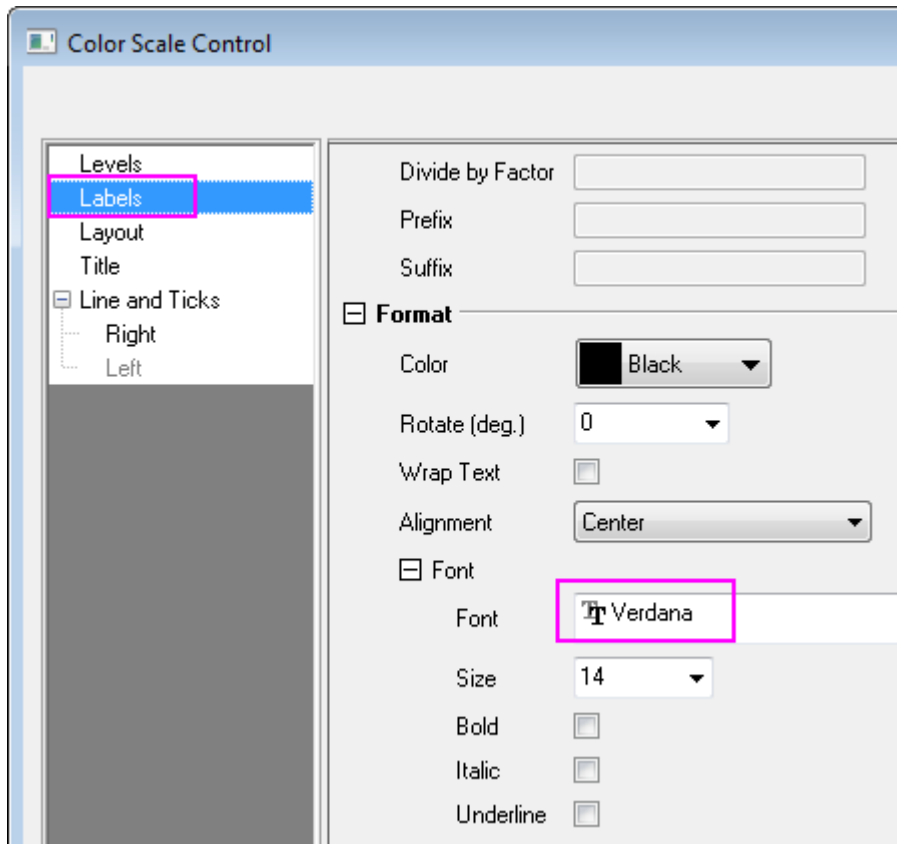 Color Scale Control
Levels
Labels
Layout
Title
Line and Ticks
Right
Left
Divide by Factor
Prefix
Suffix
Format
Color Black
Rotate (deg.) 0
Wrap Text
Alignment Center
Font
Font Verdana
Size 14
Bold
Italic
Underline